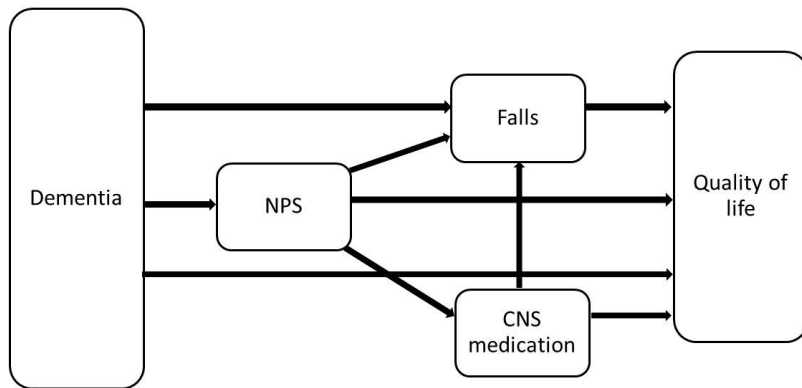 Dementia
NPS
Falls
CNS
medication
Quality of
life